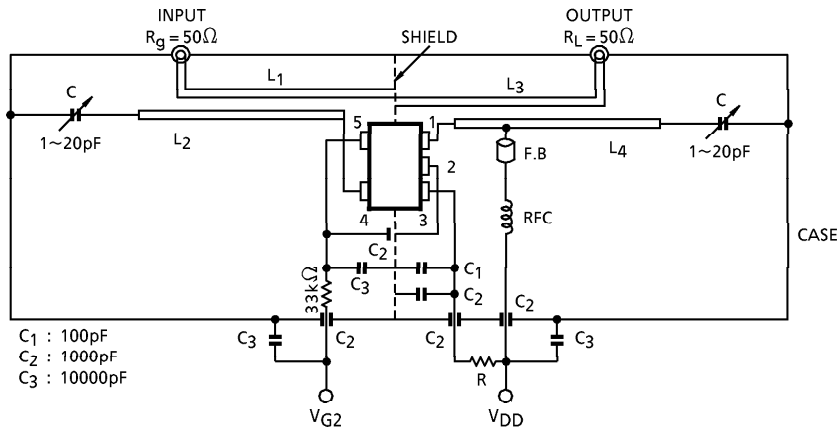 INPUT
Rg = 50Ω
OUTPUT
RL = 50Ω
SHIELD
L1
L3
C
1~20pF
L2
5
1
2
4
3
F.B
L4
C
1~20pF
RFC
CASE
C2
C3
C1
C2
33kΩ
C3
C2
C2
C2
C3
R
C1 : 100pF
C2 : 1000pF
C3 : 10000pF
VG2
VDD